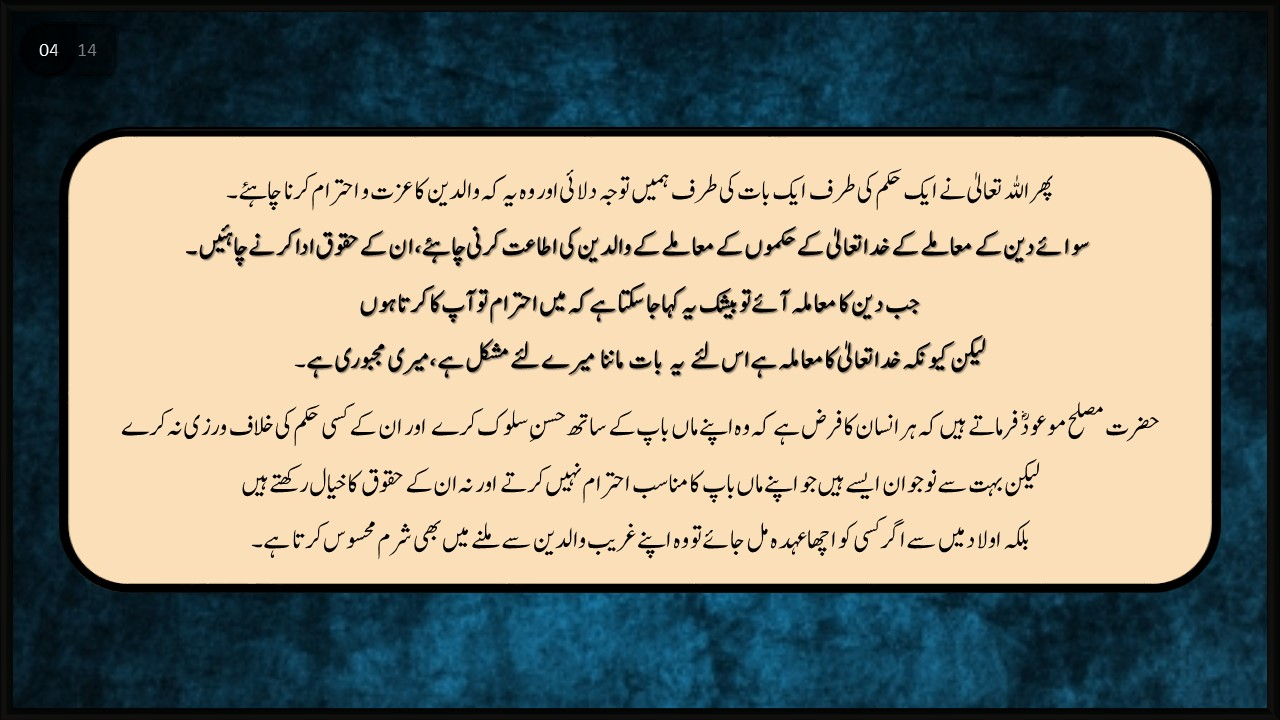 04 14
پھر اللہ تعالیٰ نے ایک حکم کی طرف ایک بات کی طرف ہمیں توجہ دلائی اور وہ یہ کہ والدین کا عزت و احترام کرنا چاہئے۔
سوائے دین کے معاملے کے خدا تعالیٰ کے حکموں کے معاملے کے والدین کی اطاعت کرنی چاہئے، ان کے حقوق ادا کرنے چاہئیں۔
جب دین کا معاملہ آئے تو بیشک یہ کہا جا سکتا ہے کہ میں احترام تو آپ کا کرتا ہوں
لیکن کیونکہ خدا تعالیٰ کا معاملہ ہے اس لئے یہ بات ماننا میرے لئے مشکل ہے، میری مجبوری ہے۔
حضرت مصلح موعودؓ فرماتے ہیں کہ ہر انسان کا فرض ہے کہ وہ اپنے ماں باپ کے ساتھ حسنِ سلوک کرے اور ان کے کسی حکم کی خلاف ورزی نہ کرے
لیکن بہت سے نوجوان ایسے ہیں جو اپنے ماں باپ کا مناسب احترام نہیں کرتے اور نہ ان کے حقوق کا خیال رکھتے ہیں
بلکہ اولاد میں سے اگر کسی کو اچھا عہدہ مل جائے تو وہ اپنے غریب والدین سے ملنے میں بھی شرم محسوس کرتا ہے۔